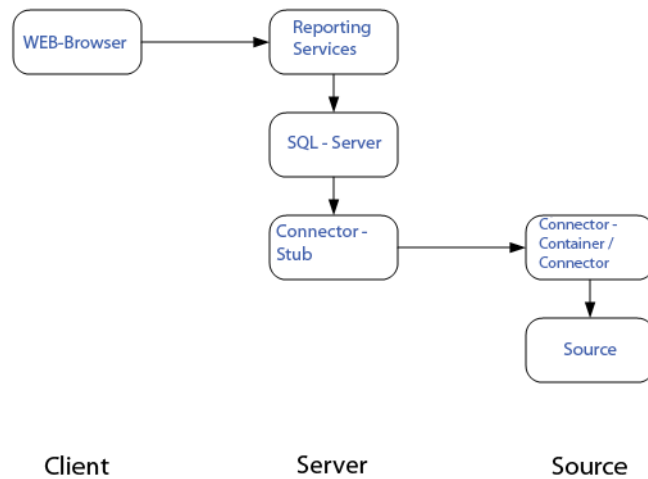 WEB-Browser
Reporting
Services
SQL - Server
Connector -
Stub
Connector -
Container /
Connector
Source
Client
Server
Source